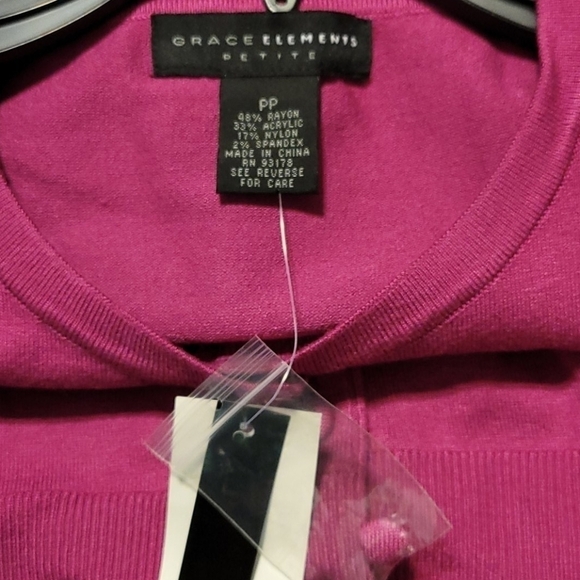 GRACE ELEMENTS
PETITE
PP
48% RAYON
33% ACRYLIC
17% NYLON
2% SPANDEX
MADE IN CHINA
RN 93178
SEE REVERSE
FOR CARE